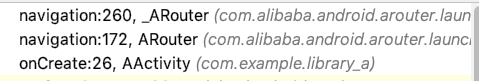 navigation:260, _ARouter (com.alibaba.android.arouter.laun
navigation:172, ARouter (com.alibaba.android.arouter.launc
onCreate:26, AActivity (com.example.library_a)